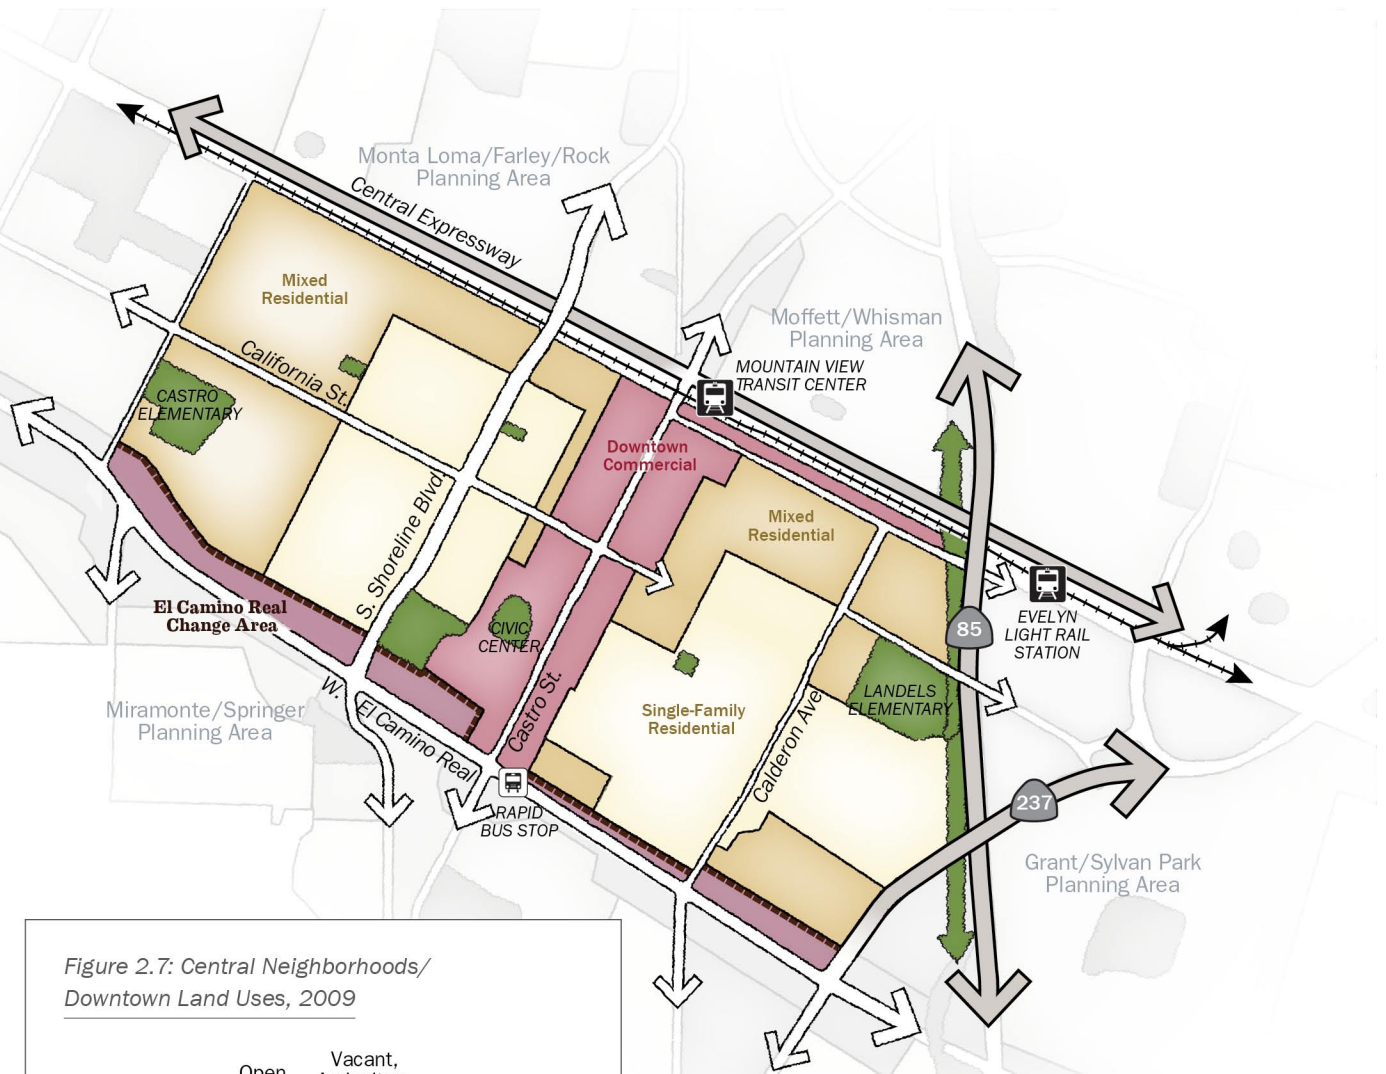 Monta Loma/Farley/Rock
Planning Area
Central Expressway
Mixed
Residential
Moffett/Whisman
Planning Area
MOUNTAIN VIEW
TRANSIT CENTER
California St.
CASTRO
ELEMENTARY
Downtown
Commercial
S. Shoreline Blvd.
Mixed
Residential
El Camino Real
Change Area
CIVIC
CENTER
85
EVELYN
LIGHT RAIL
STATION
Miramonte/Springer
Planning Area
W. El Camino Real
Castro St.
Single-Family
Residential
Calderon Ave
LANDELS
ELEMENTARY
RAPID
BUS STOP
237
Grant/Sylvan Park
Planning Area
Figure 2.7: Central Neighborhoods/
Downtown Land Uses, 2009
Vacant,
Open